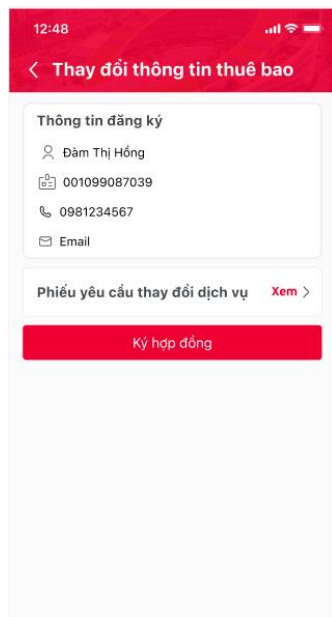 12:48
Thay đổi thông tin thuê bao
Thông tin đăng ký
Đàm Thị Hồng
001099087039
0981234567
Email
Phiếu yêu cầu thay đổi dịch vụ Xem
Ký hợp đồng